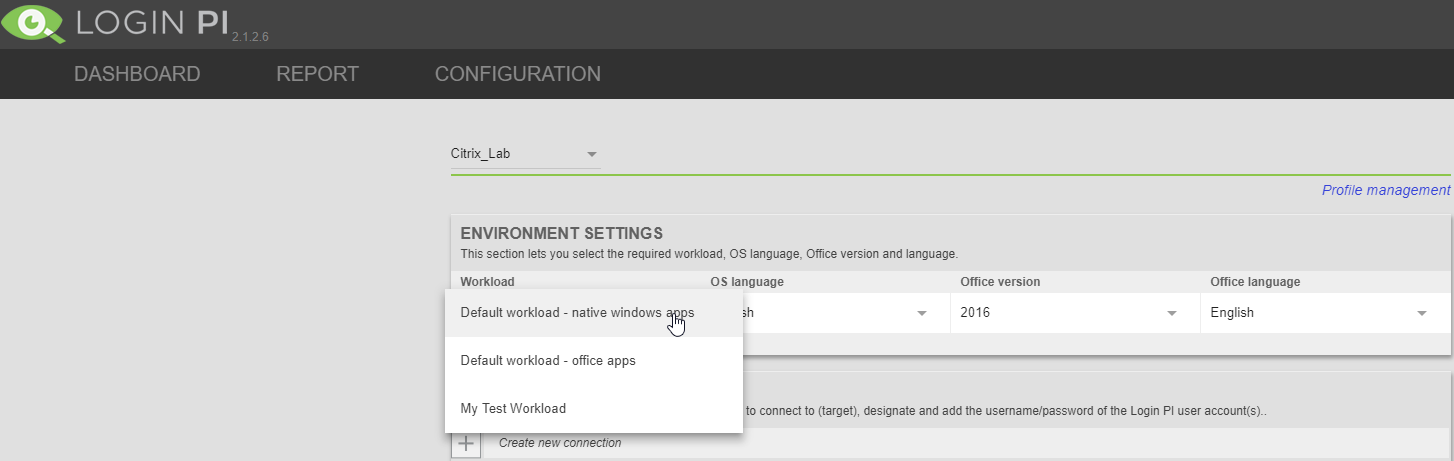 LOGIN PI 2.1.2.6
DASHBOARD REPORT CONFIGURATION
Citrix_Lab
Profile management
ENVIRONMENT SETTINGS
This section lets you select the required workload, OS language, Office version and language.
Workload OS language Office version Office language
Default workload - native windows apps sh 2016 English
Default workload - office apps
My Test Workload
to connect to (target), designate and add the username/password of the Login PI user account(s)..
Create new connection